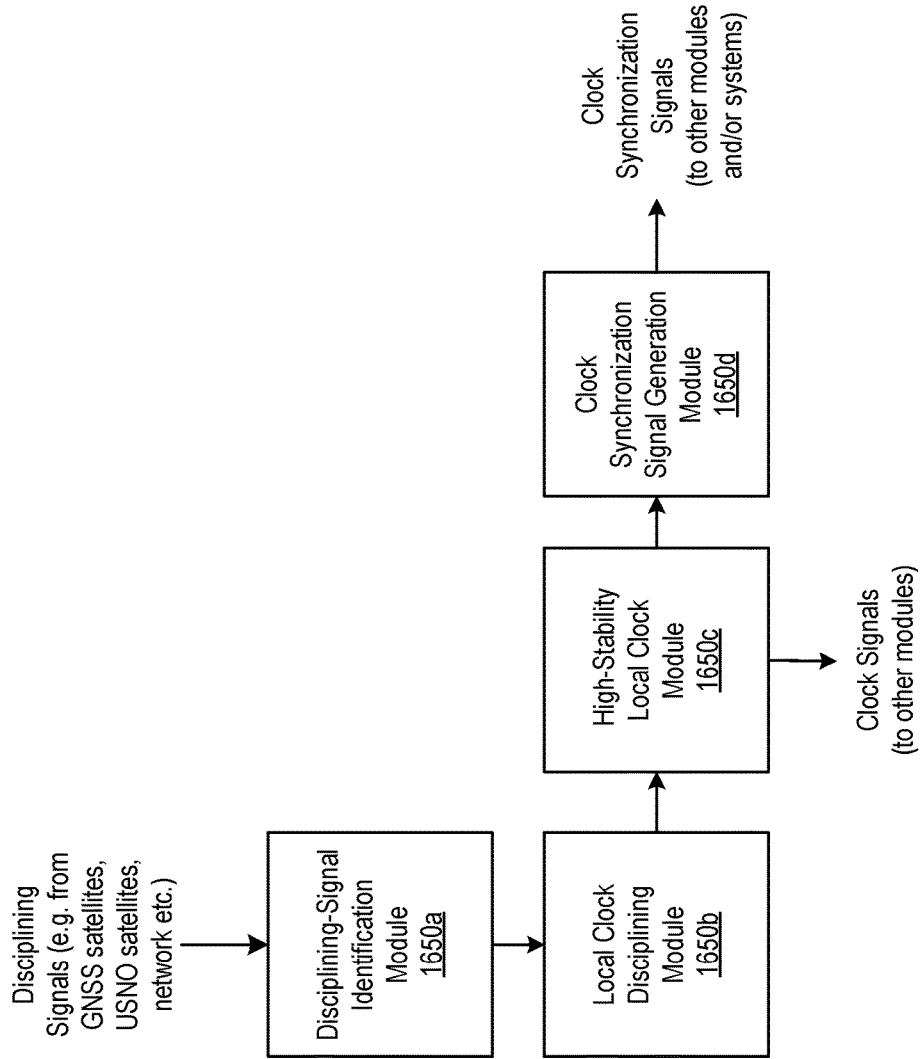 Disciplining
Signals (e.g. from
GNSS satellites,
USNO satellites,
network etc.)
Disciplining-Signal
Identification
Module
1650a
Local Clock
Disciplining
Module
1650b
High-Stability
Local Clock
Module
1650c
Clock Signals
(to other modules)
Clock
Synchronization
Signal Generation
Module
1650d
Clock
Synchronization
Signals
(to other modules
and/or systems)